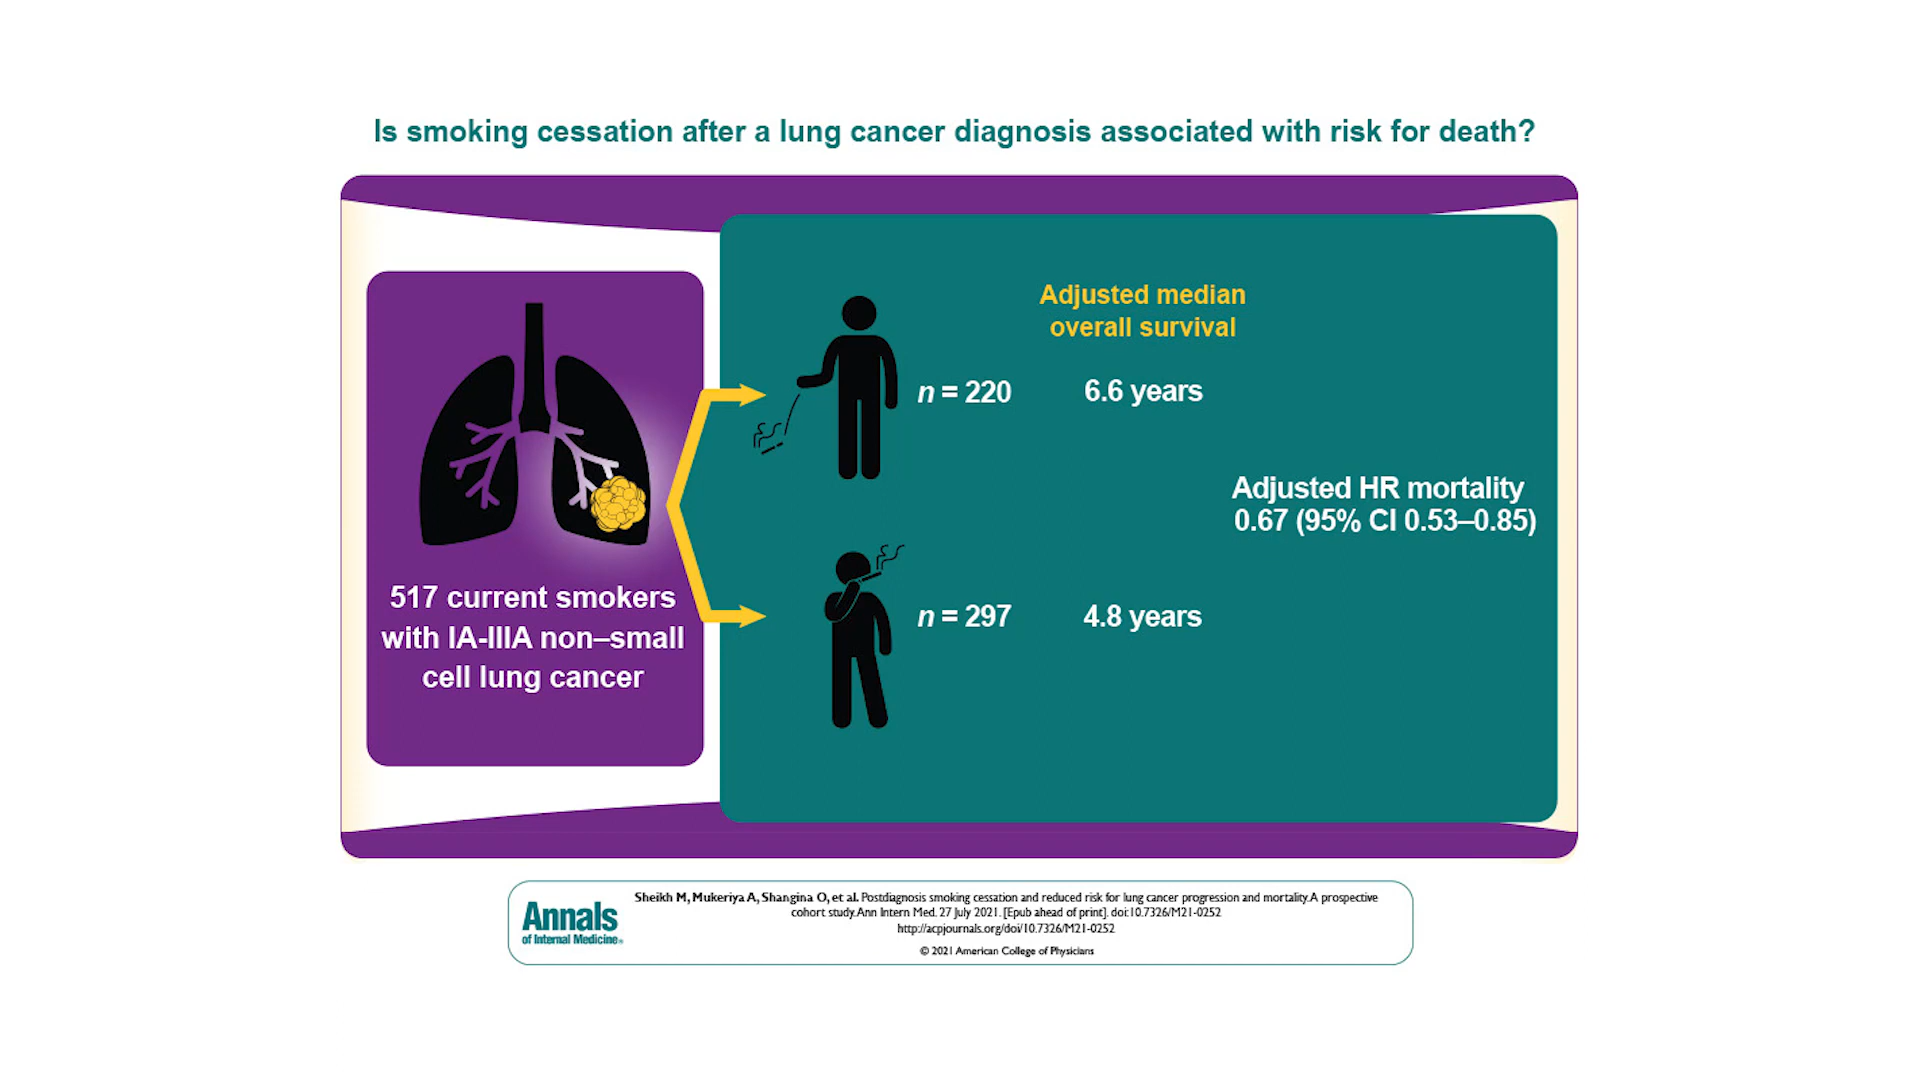 Is smoking cessation after a lung cancer diagnosis associated with risk for death?
517 current smokers
with IA-IIIA non–small
cell lung cancer
Adjusted median
overall survival
n = 220
6.6 years
Adjusted HR mortality
0.67 (95% CI 0.53–0.85)
n = 297
4.8 years
Annals
of Internal Medicine®
Sheikh M, Mukeriya A, Shangina O, et al. Postdiagnosis smoking cessation and reduced risk for lung cancer progression and mortality. A prospective
cohort study. Ann Intern Med. 27 July 2021. [Epub ahead of print]. doi:10.7326/M21-0252
http://acpjournals.org/doi/10.7326/M21-0252
© 2021 American College of Physicians